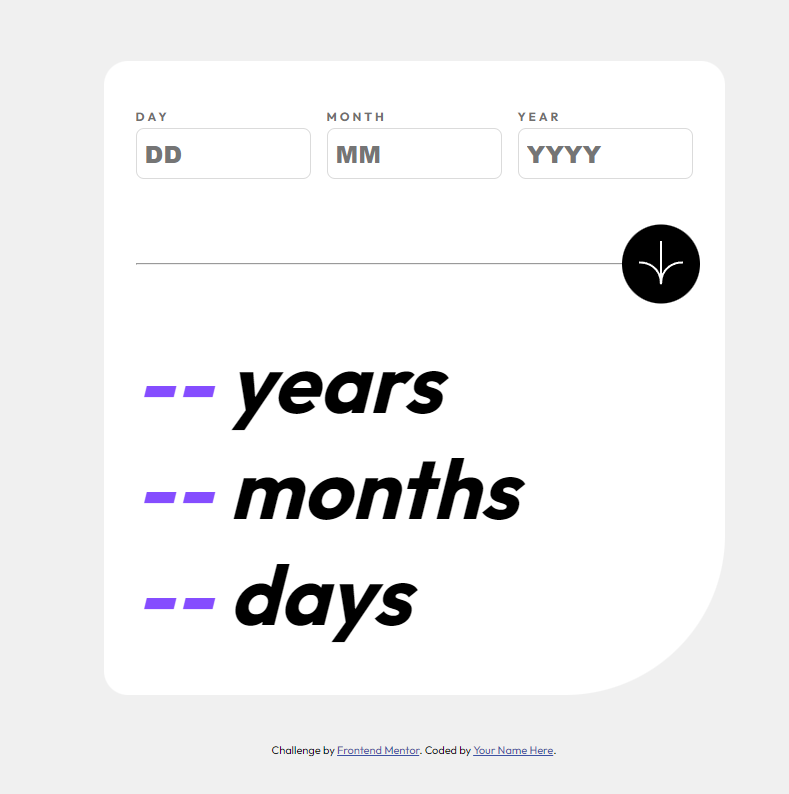 DAY MONTH YEAR
DD MM YYYY
-- years
-- months
-- days
Challenge by Frontend Mentor. Coded by Your Name Here.